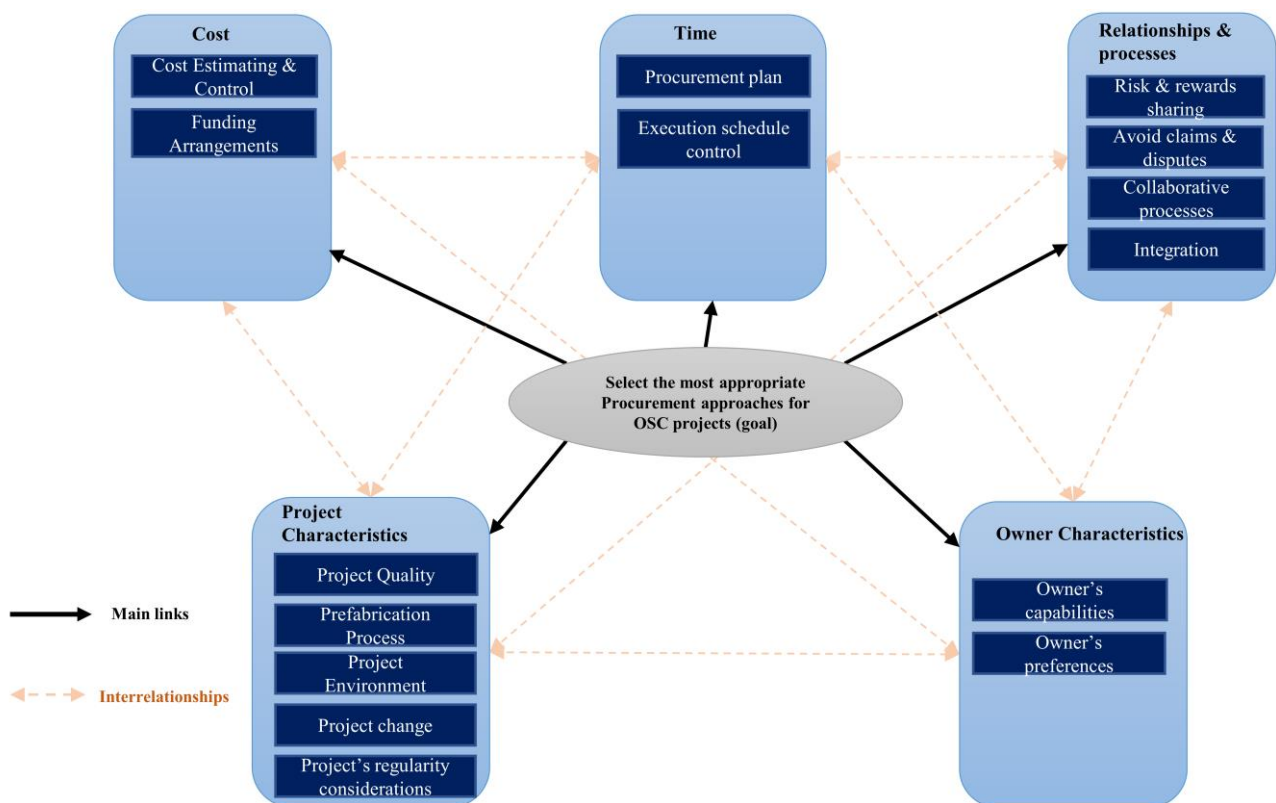 Cost
Cost Estimating &
Control
Funding
Arrangements
Time
Procurement plan
Execution schedule
control
Relationships &
processes
Risk & rewards
sharing
Avoid claims &
disputes
Collaborative
processes
Integration
Select the most appropriate
Procurement approaches for
OSC projects (goal)
Project
Characteristics
Project Quality
Prefabrication
Process
Project
Environment
Project change
Project's regularity
considerations
Owner Characteristics
Owner's
capabilities
Owner's
preferences
Main links
Interrelationships